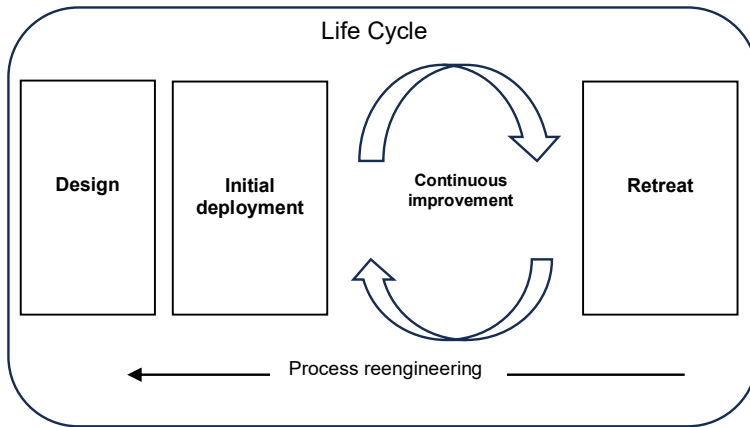 Life Cycle
Design
Initial
deployment
Continuous
improvement
Retreat
Process reengineering